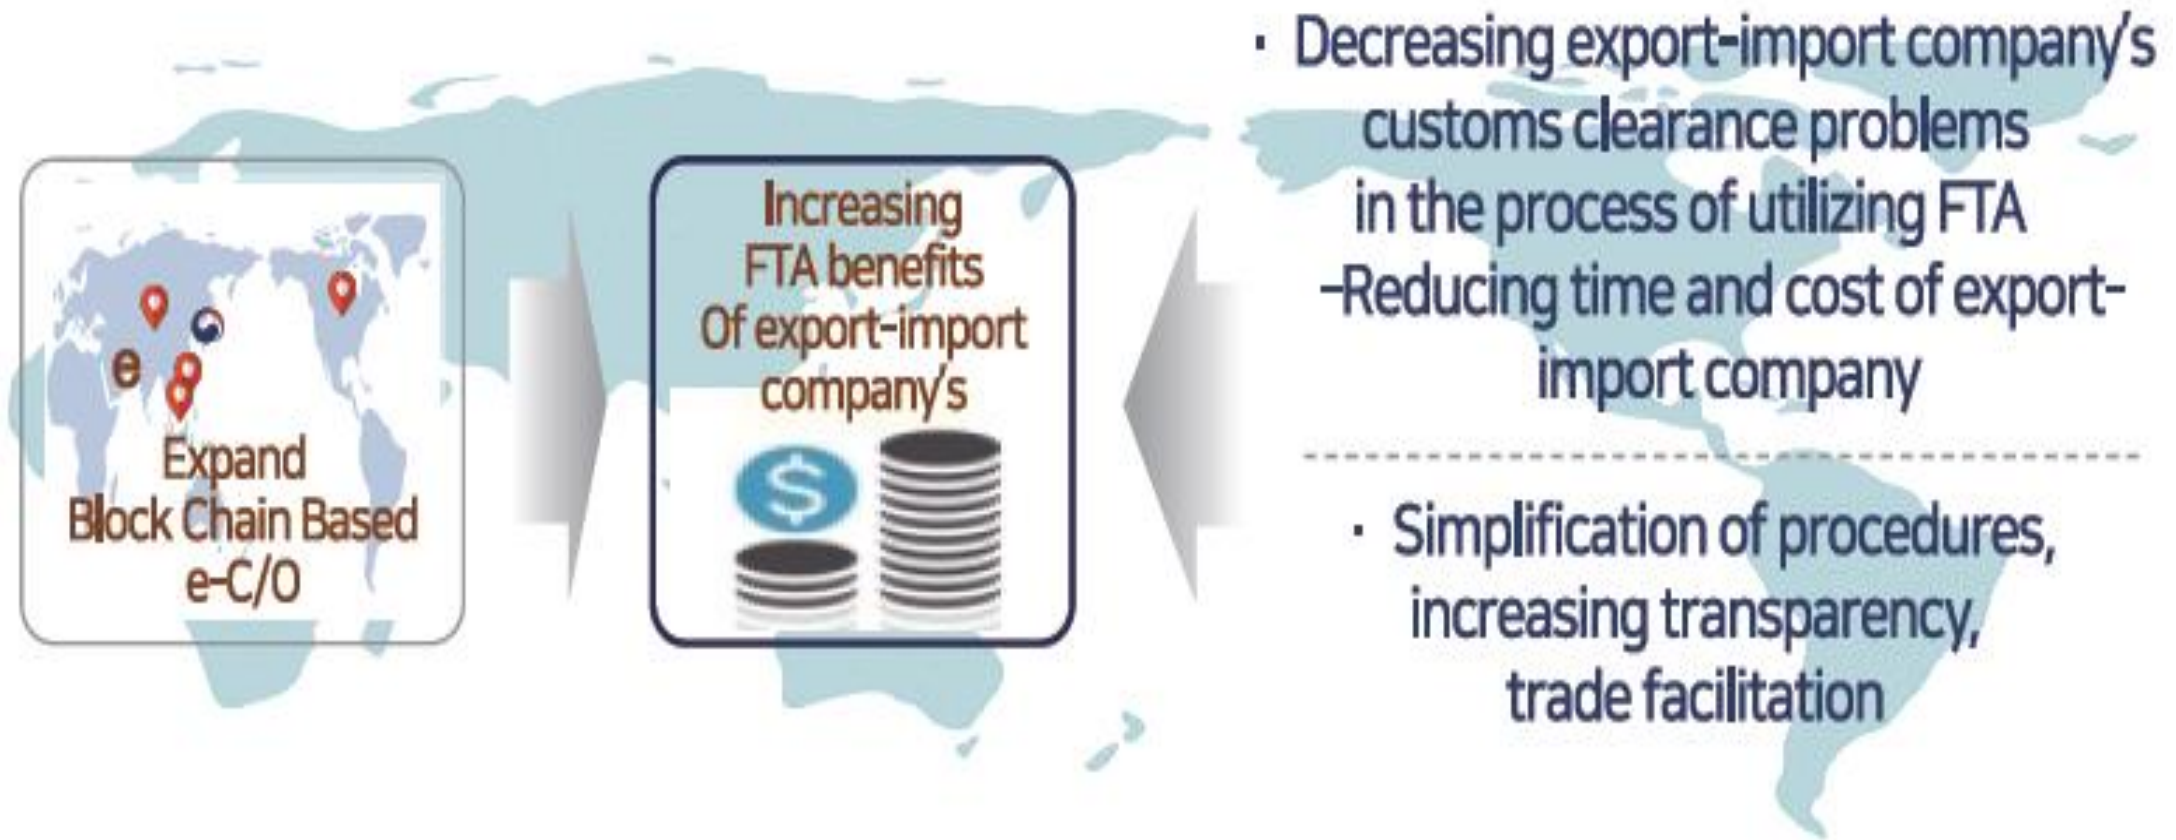 Expand
Block Chain Based
e-C/O
e
Increasing
FTA benefits
Of export-import
company's
$
· Decreasing export-import company's
customs clearance problems
in the process of utilizing FTA
-Reducing time and cost of export-
import company
· Simplification of procedures,
increasing transparency,
trade facilitation